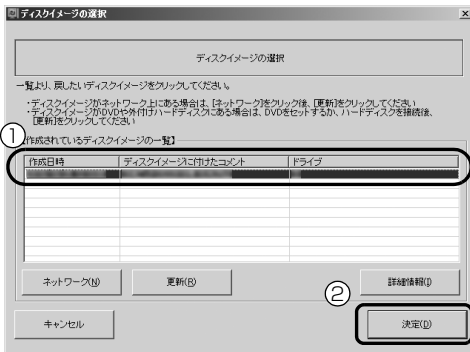 ディスクイメージの選択
ディスクイメージの選択
一覧より、戻したいディスクイメージをクリックしてください。
・ディスクイメージがネットワーク上にある場合は、[ネットワーク]をクリック後、[更新]をクリックしてください
・ディスクイメージがDVDや外付けハードディスクにある場合は、DVDをセットするか、ハードディスクを接続後、
[更新]をクリックしてください
①
【作成されているディスクイメージの一覧】
作成日時 ディスクイメージに付けたコメント ドライブ
ネットワーク(N) 更新(R) 詳細情報(I)
②
キャンセル 決定(D)